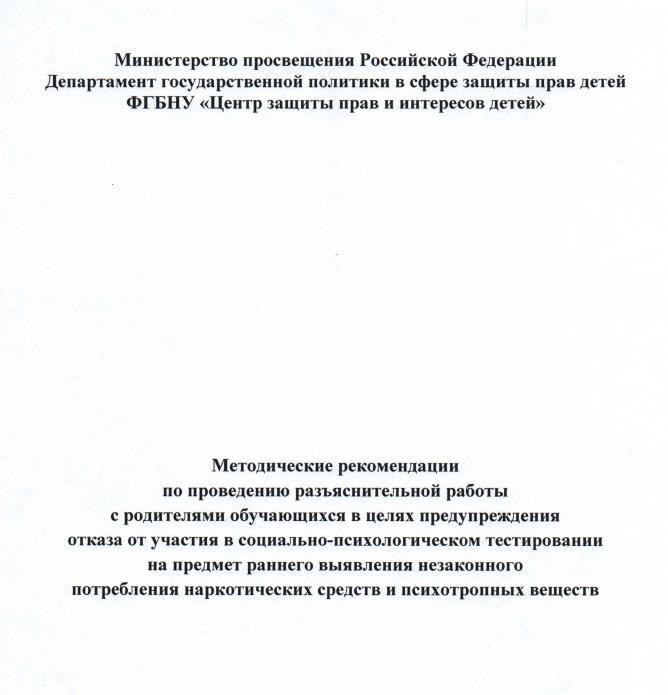 Министерство просвещения Российской Федерации
Департамент государственной политики в сфере защиты прав детей
ФГБНУ «Центр защиты прав и интересов детей»
Методические рекомендации
по проведению разъяснительной работы
с родителями обучающихся в целях предупреждения
отказа от участия в социально-психологическом тестировании
на предмет раннего выявления незаконного
потребления наркотических средств и психотропных веществ